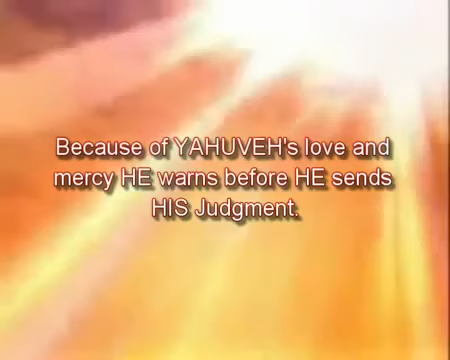 Because of YAHUVEH's love and
mercy HE warns before HE sends
HIS Judgment.